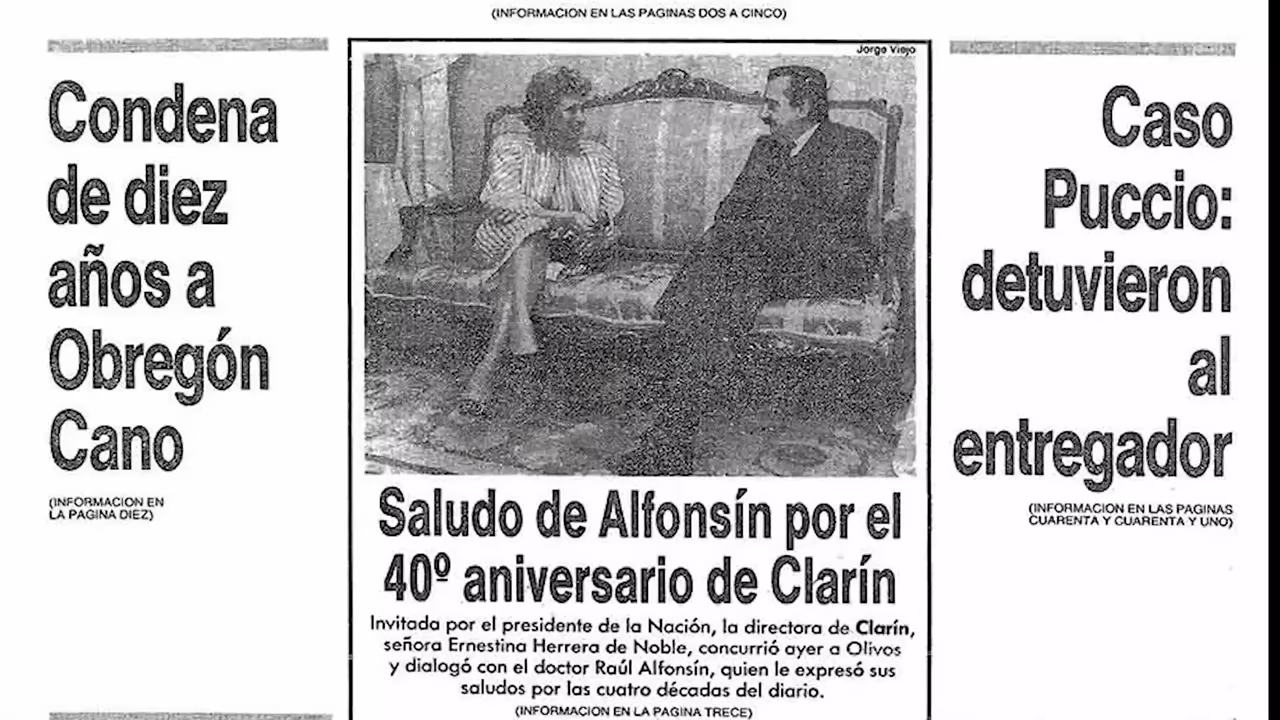 (INFORMACION EN LAS PAGINAS DOS A CINCO)
Condena
de diez
años a
Obregón
Cano
(INFORMACION EN
LA PAGINA DIEZ)
Jorge Viejo
Saludo de Alfonsín por el
40º aniversario de Clarín
Invitada por el presidente de la Nación, la directora de Clarín,
señora Ernestina Herrera de Noble, concurrió ayer a Olivos
y dialogó con el doctor Raúl Alfonsín, quien le expresó sus
saludos por las cuatro décadas del diario.
(INFORMACION EN LA PAGINA TRECE)
Caso
Puccio:
detuvieron
al
entregador
(INFORMACION EN LAS PAGINAS
CUARENTA Y CUARENTA Y UNO)